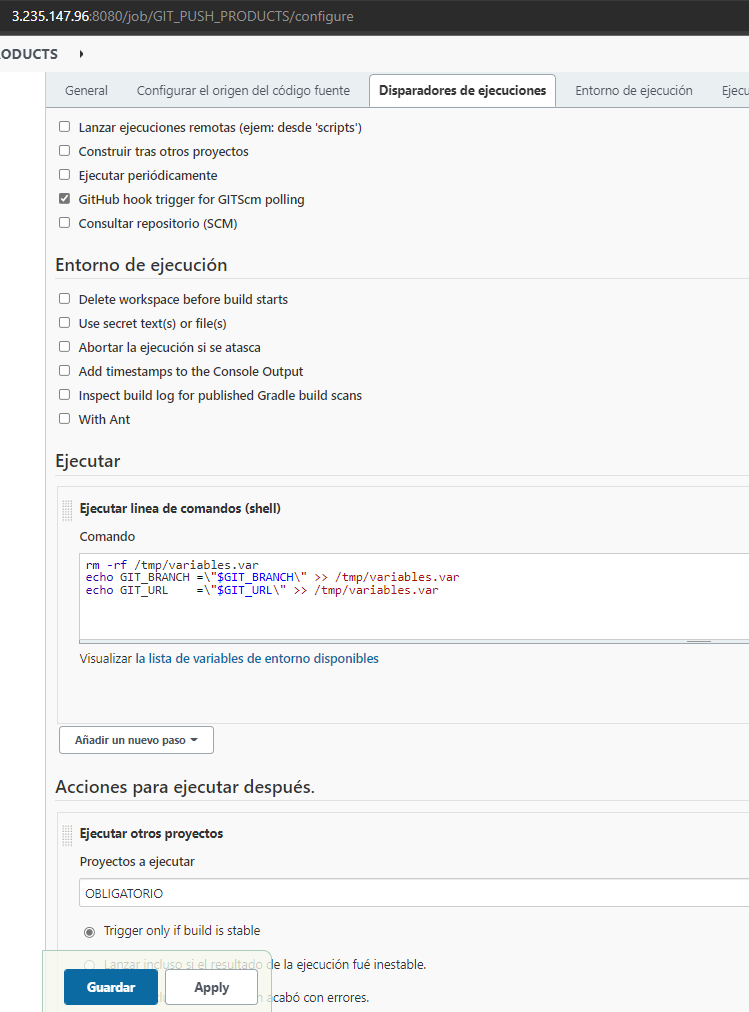 3.235.147.96:8080/job/GIT_PUSH_PRODUCTS/configure
ODUCTS
General Configurar el origen del código fuente Disparadores de ejecuciones Entorno de ejecución Ejecu
Lanzar ejecuciones remotas (ejem: desde 'scripts')
Construir tras otros proyectos
Ejecutar periódicamente
GitHub hook trigger for GITScm polling
Consultar repositorio (SCM)
Entorno de ejecución
Delete workspace before build starts
Use secret text(s) or file(s)
Abortar la ejecución si se atasca
Add timestamps to the Console Output
Inspect build log for published Gradle build scans
With Ant
Ejecutar
Ejecutar linea de comandos (shell)
Comando
rm -rf /tmp/variables.var
echo GIT_BRANCH =\"$GIT_BRANCH\" >> /tmp/variables.var
echo GIT_URL    =\"$GIT_URL\" >> /tmp/variables.var
Visualizar la lista de variables de entorno disponibles
Añadir un nuevo paso
Acciones para ejecutar después.
Ejecutar otros proyectos
Proyectos a ejecutar
OBLIGATORIO
Trigger only if build is stable
Lanzar incluso si el resultado de la ejecución fué inestable.
Guardar Apply
acabó con errores.